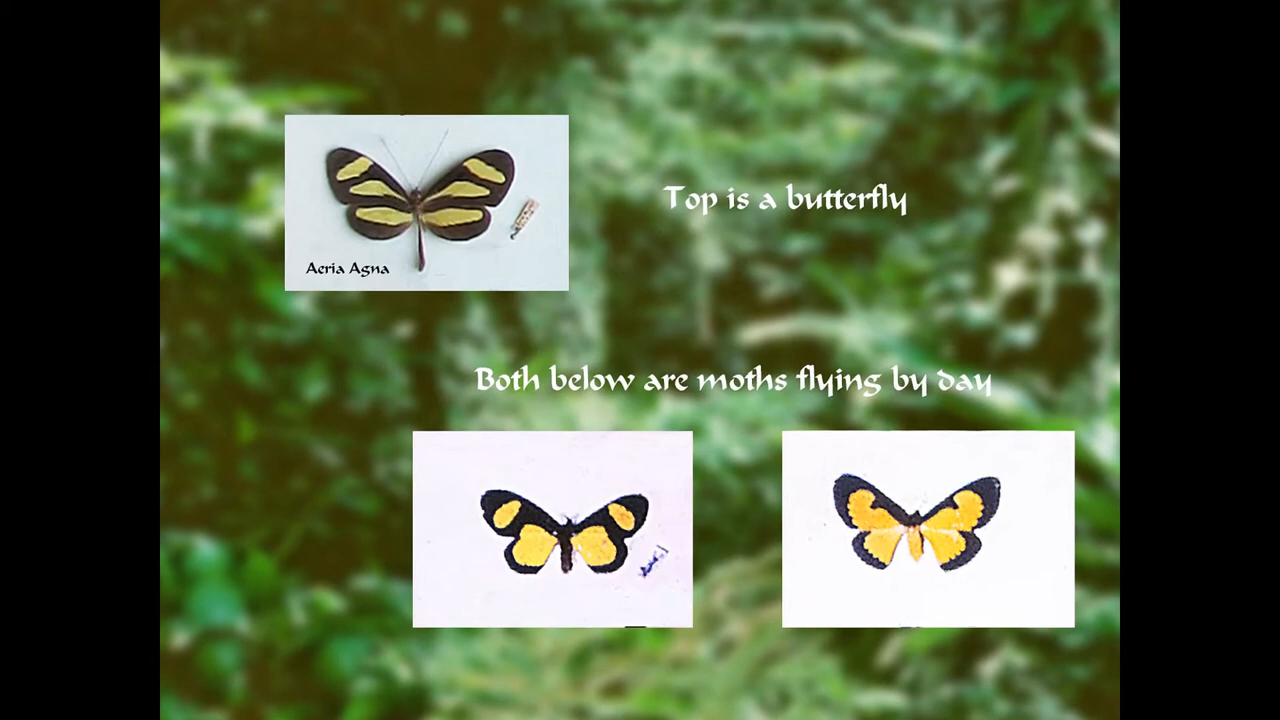 Top is a butterfly
Aeria Agna
Both below are moths flying by day